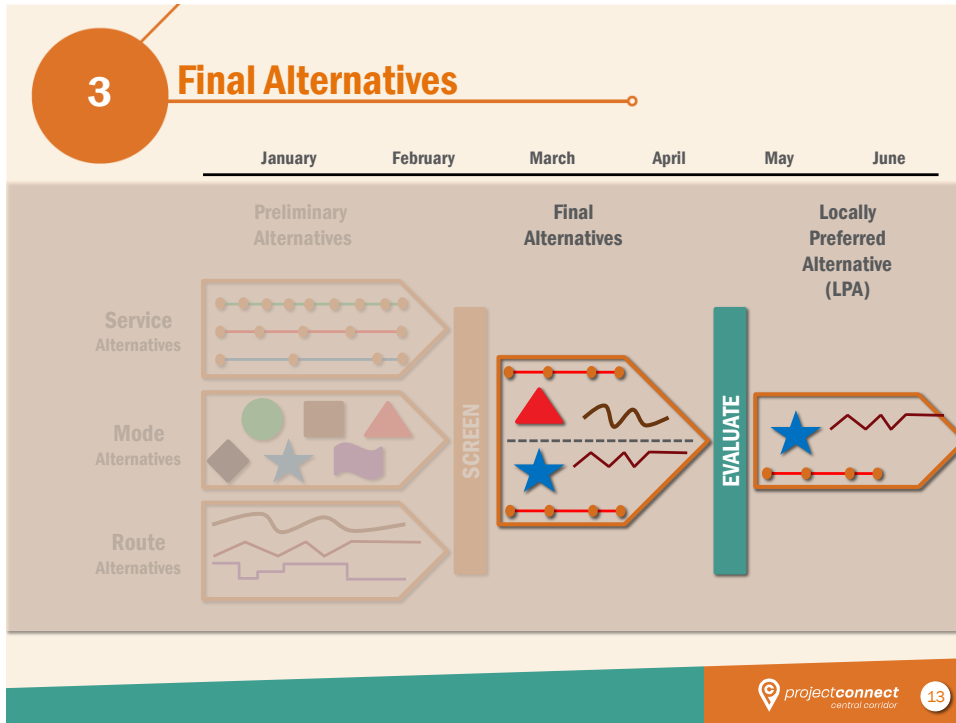 3
Final Alternatives
January February March April May June
Preliminary
Alternatives
Final
Alternatives
Locally
Preferred
Alternative
(LPA)
Service
Alternatives
Mode
Alternatives
Route
Alternatives
SCREEN
EVALUATE
projectconnect
central corridor
13